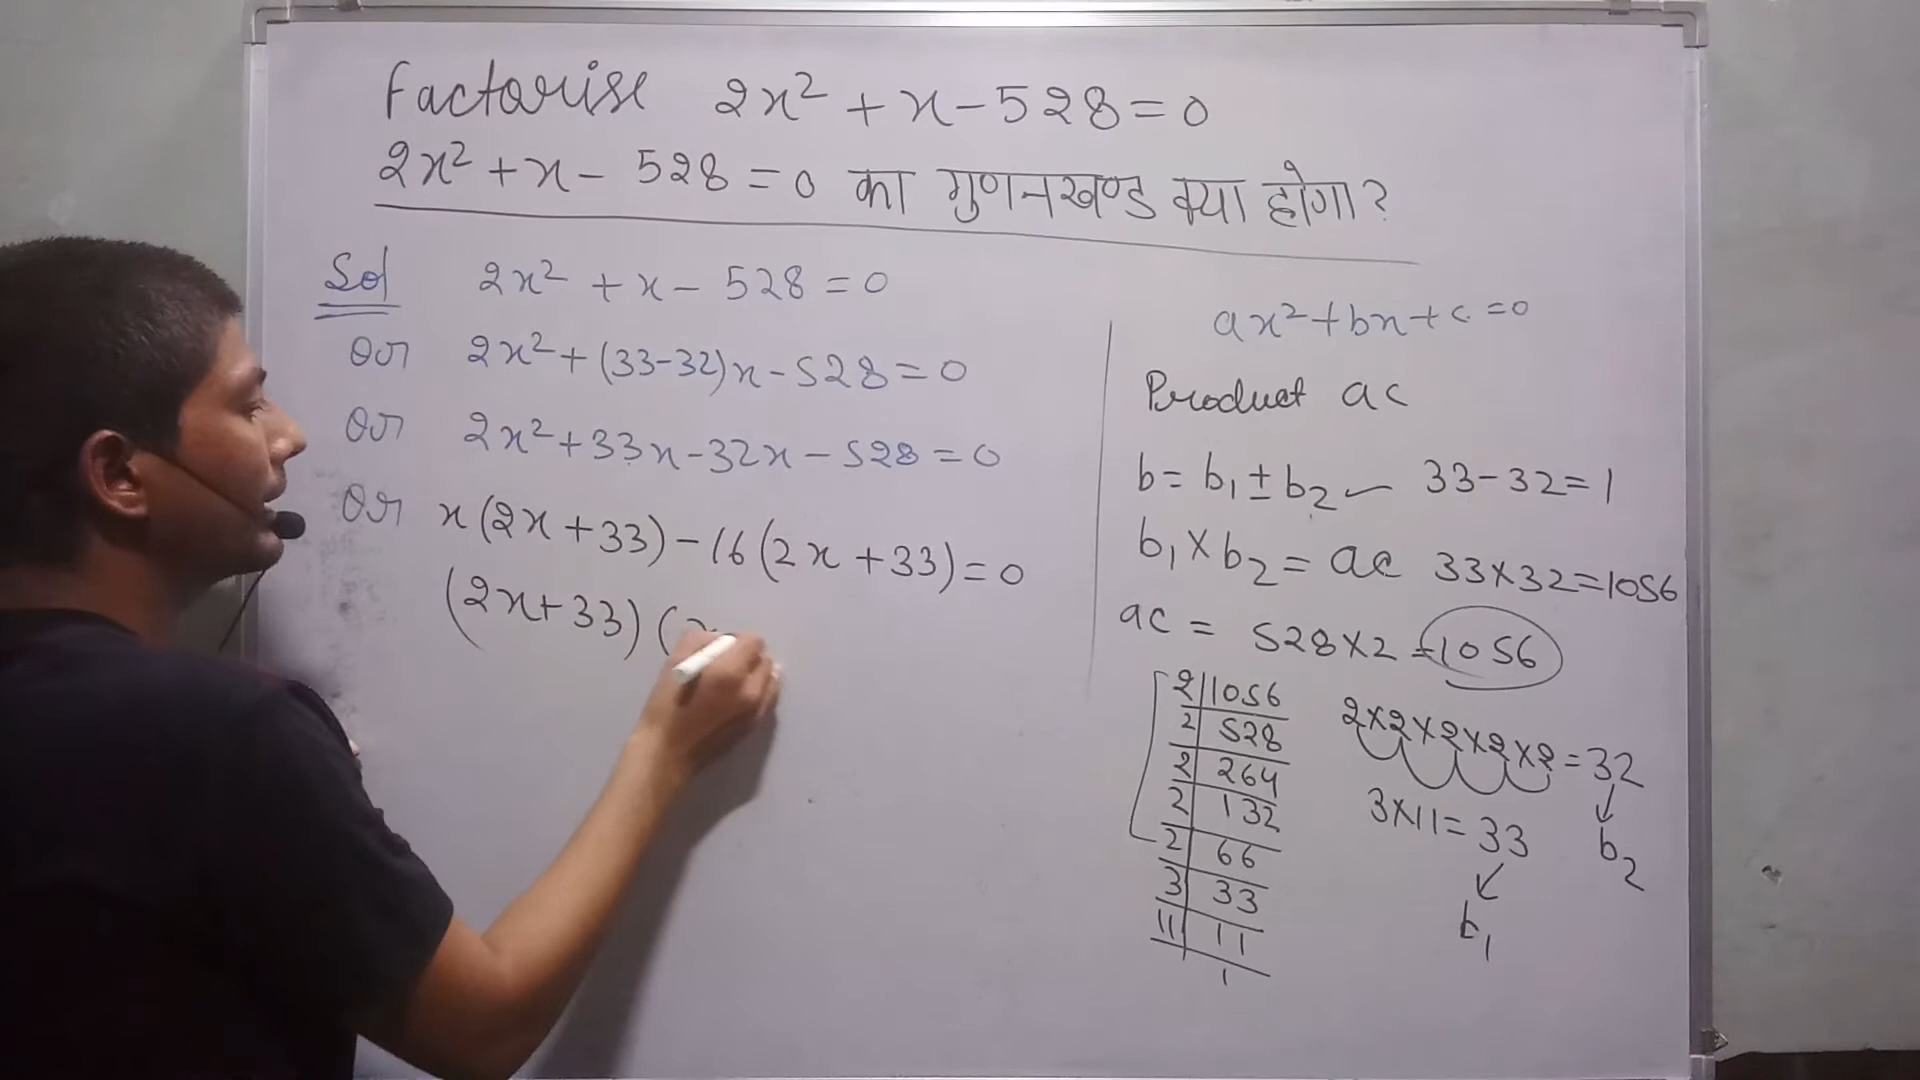 Factorise 2x² + x - 528 = 0
2x² + x - 528 = 0 का गुणनखण्ड क्या होगा?
Sol 2x² + x - 528 = 0
Or 2x² + (33-32)x - 528 = 0
Or 2x² + 33x - 32x - 528 = 0
Or x(2x + 33) - 16(2x + 33) = 0
(2x + 33) (
ax² + bx + c = 0
Product ac
b = b₁ ± b₂ 33 - 32 = 1
b₁ × b₂ = ac 33 × 32 = 1056
ac = 528 × 2 = 1056
2 | 1056
2 | 528
2 | 264
2 | 132
2 | 66
3 | 33
11 | 11
1
2 × 2 × 2 × 2 × 2 = 32
↓
b₂
3 × 11 = 33
↙
b₁